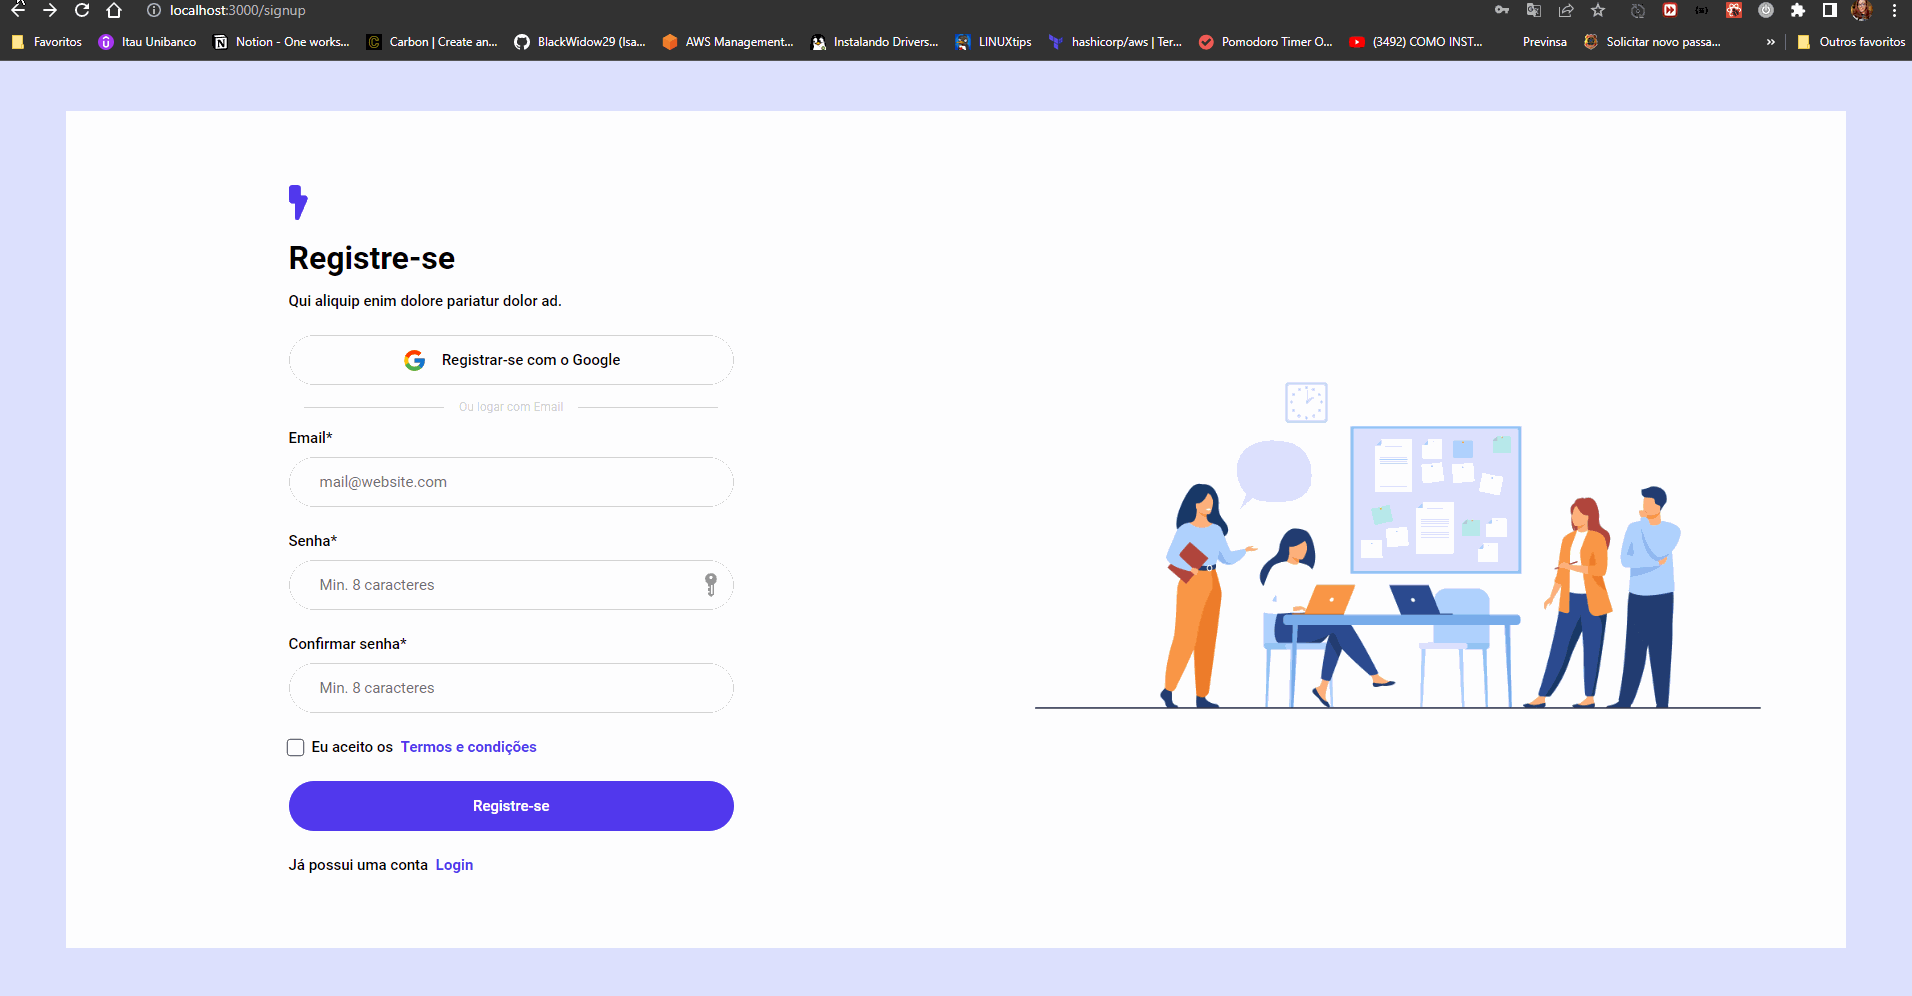 localhost:3000/signup
Favoritos Itau Unibanco Notion - One works... Carbon | Create an... BlackWidow29 (Isa... AWS Management... Instalando Drivers... LINUXtips hashicorp/aws | Ter... Pomodoro Timer O... (3492) COMO INST... Previnsa Solicitar novo passa... » Outros favoritos
Registre-se
Qui aliquip enim dolore pariatur dolor ad.
Registrar-se com o Google
Ou logar com Email
Email*
mail@website.com
Senha*
Min. 8 caracteres
Confirmar senha*
Min. 8 caracteres
Eu aceito os Termos e condições
Registre-se
Já possui uma conta Login